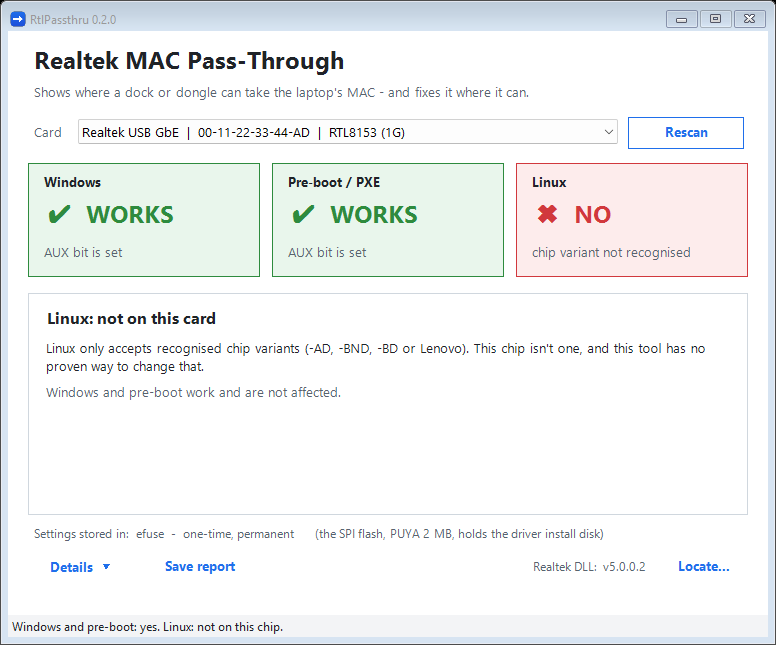 RtlPassthru 0.2.0
Realtek MAC Pass-Through
Shows where a dock or dongle can take the laptop's MAC - and fixes it where it can.
Card
Realtek USB GbE | 00-11-22-33-44-AD | RTL8153 (1G)
Rescan
Windows
WORKS
AUX bit is set
Pre-boot / PXE
WORKS
AUX bit is set
Linux
NO
chip variant not recognised
Linux: not on this card
Linux only accepts recognised chip variants (-AD, -BND, -BD or Lenovo). This chip isn't one, and this tool has no
proven way to change that.
Windows and pre-boot work and are not affected.
Settings stored in: efuse - one-time, permanent (the SPI flash, PUYA 2 MB, holds the driver install disk)
Details
Save report
Realtek DLL: v5.0.0.2
Locate...
Windows and pre-boot: yes. Linux: not on this chip.